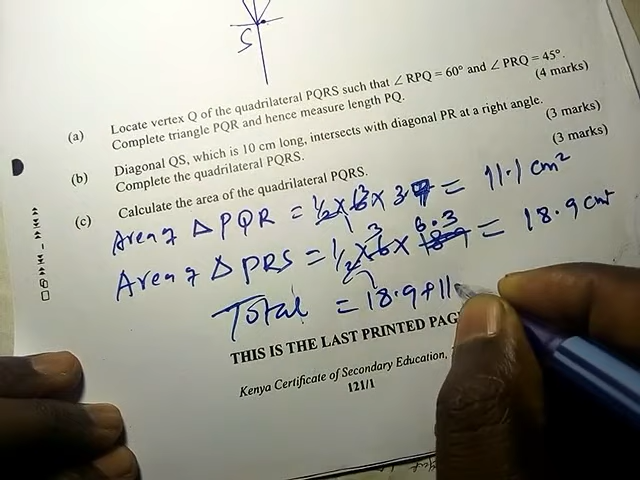 S
(a) Locate vertex Q of the quadrilateral PQRS such that ∠ RPQ = 60° and ∠ PRQ = 45°.
Complete triangle PQR and hence measure length PQ. (4 marks)
(b) Diagonal QS, which is 10 cm long, intersects with diagonal PR at a right angle.
Complete the quadrilateral PQRS. (3 marks)
(c) Calculate the area of the quadrilateral PQRS. (3 marks)
Area of △ PQR = ½ × 6 3 × 3.7 = 11.1 cm²
Area of △ PRS = ½ × 6 3 × 6.3 = 18.9 cm²
Total = 18.9 + 11
THIS IS THE LAST PRINTED PAG
Kenya Certificate of Secondary Education,
121/1